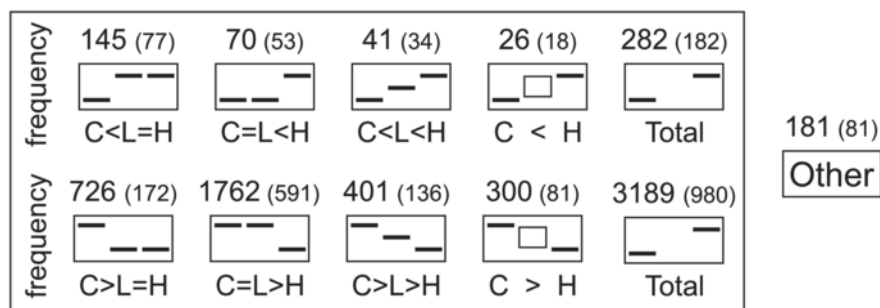 145 (77) 70 (53) 41 (34) 26 (18) 282 (182)
frequency
C<L=H C=L<H C<L<H C < H Total
726 (172) 1762 (591) 401 (136) 300 (81) 3189 (980)
frequency
C>L=H C=L>H C>L>H C > H Total
181 (81)
Other